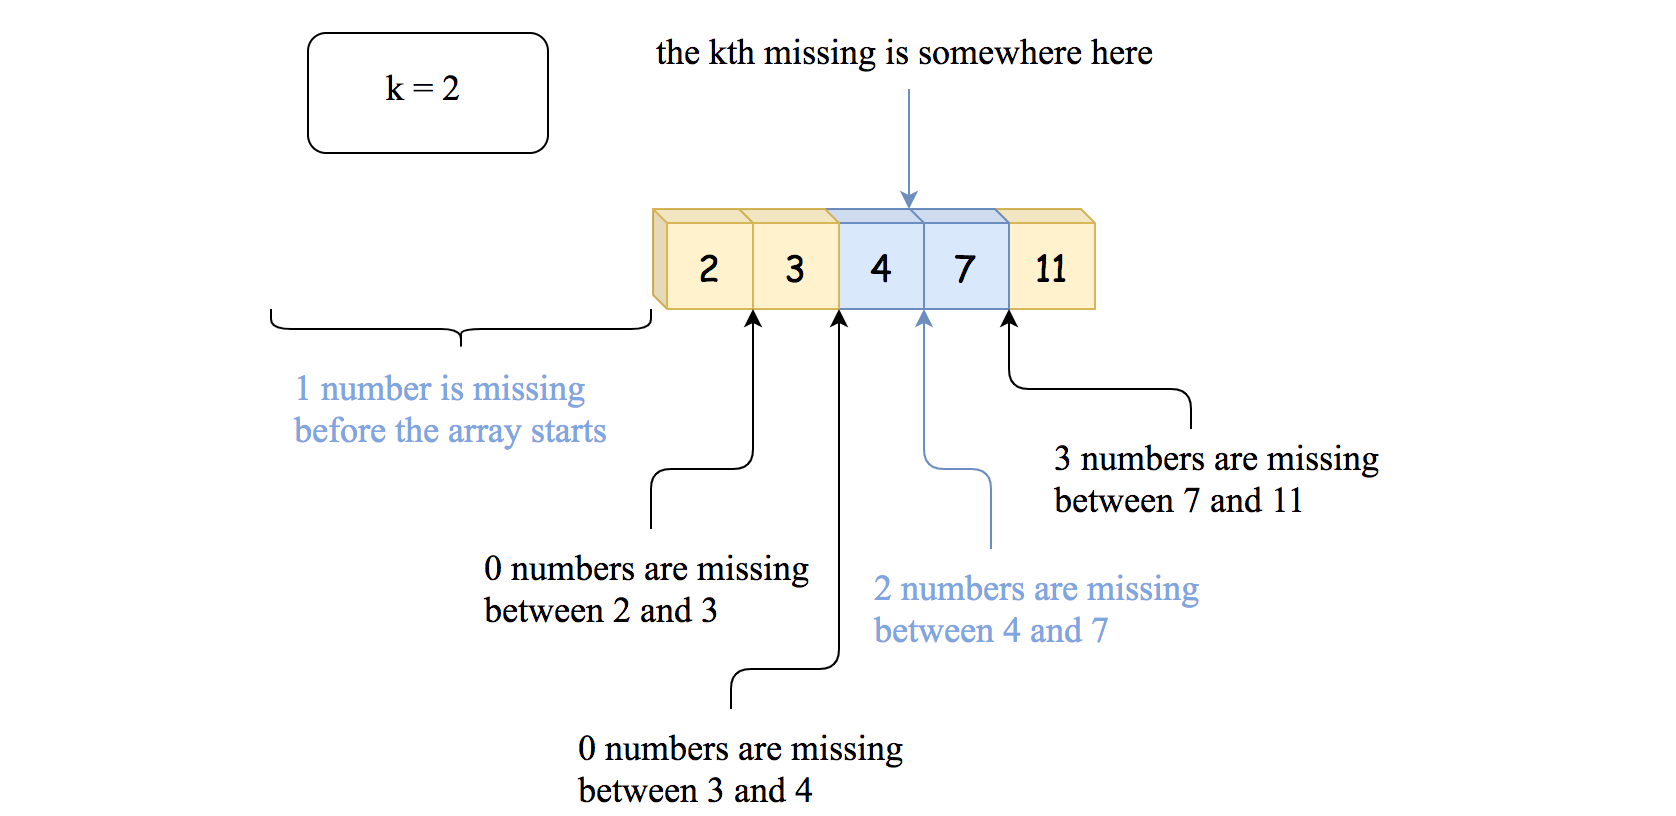 k = 2
the kth missing is somewhere here
2 3 4 7 11
1 number is missing
before the array starts
3 numbers are missing
between 7 and 11
0 numbers are missing
between 2 and 3
2 numbers are missing
between 4 and 7
0 numbers are missing
between 3 and 4